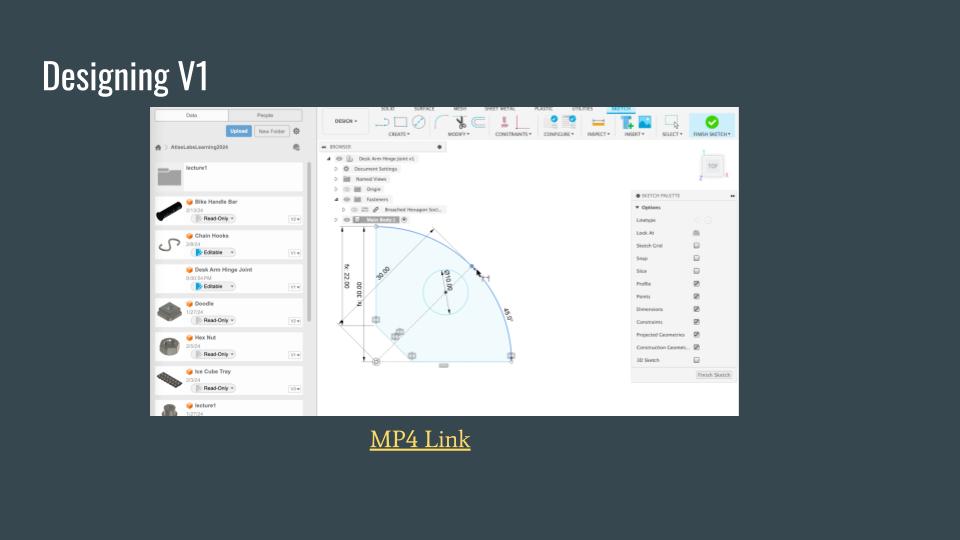 Designing V1
Data People
Upload New Folder
AtlasLabsLearning2024
lecture1
Bike Handle Bar
2/13/24
Read-Only V2
Chain Hooks
2/8/24
Editable V1
Desk Arm Hinge Joint
9:00:54 PM
Editable V1
Doodle
1/27/24
Read-Only V2
Hex Nut
2/5/24
Read-Only V1
Ice Cube Tray
2/3/24
Read-Only
lecture1
1/27/24
SOLID SURFACE MESH SHEET METAL PLASTIC UTILITIES SKETCH
DESIGN
CREATE MODIFY CONSTRAINTS CONFIGURE INSPECT INSERT SELECT FINISH SKETCH
BROWSER
Desk Arm Hinge Joint v1
Document Settings
Named Views
Origin
Fasteners
Broached Hexagon Soci...
Main Body:1
fx: 22.00
fx: 30.00
30.00
Ø10.00
45.0°
TOP
Z
SKETCH PALETTE
Options
Linetype
Look At
Sketch Grid
Snap
Slice
Profile
Points
Dimensions
Constraints
Projected Geometries
Construction Geometr...
3D Sketch
Finish Sketch
MP4 Link